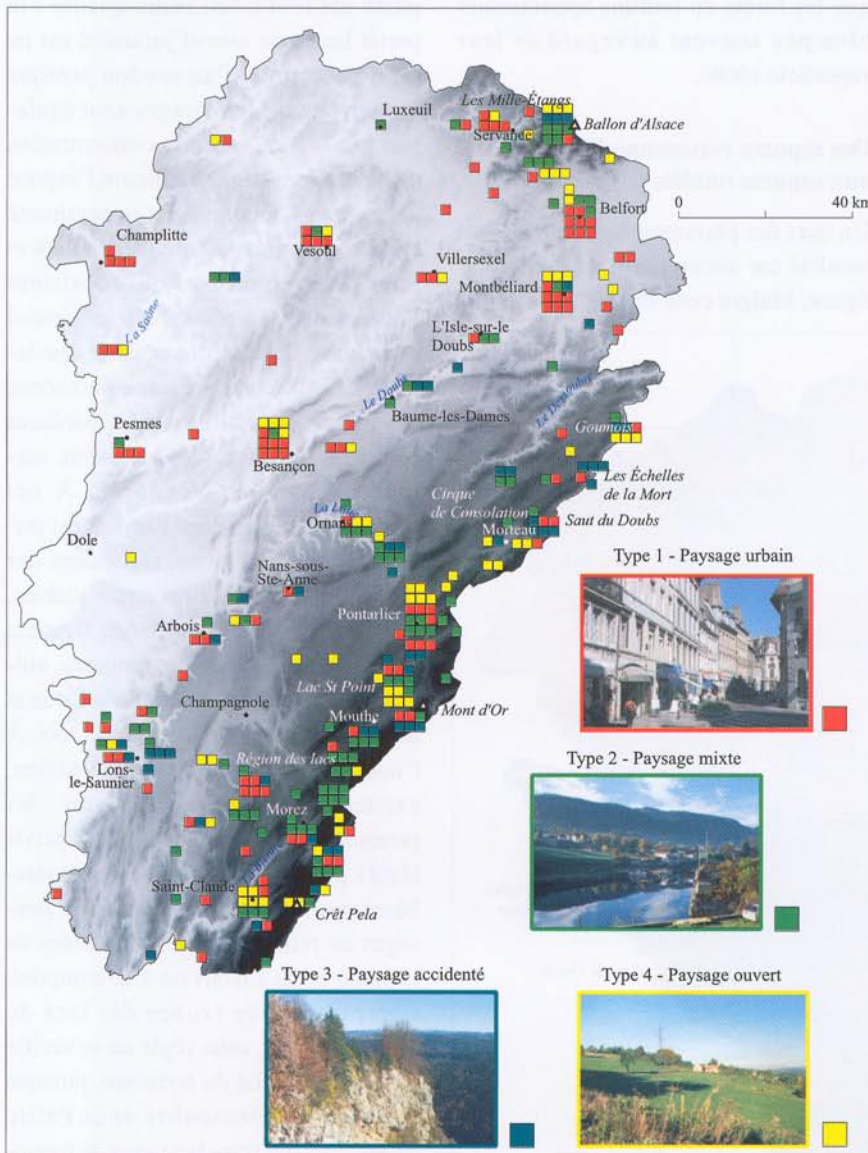 Luxeuil
Les Mille-Étangs
Ballon d'Alsace
Servance
Belfort
0
40 km
Champlitte
Vesoul
Villersexel
Montbéliard
La Saône
L'Isle-sur-le
Doubs
Le Doubs
Le Dessoubre
Baume-les-Dames
Pesmes
Goumois
Besançon
Les Échelles
de la Mort
Cirque
de Consolation
La Loue
Ornans
Morteau
Saut du Doubs
Dole
Nans-sous-
Ste-Anne
Pontarlier
Arbois
Lac St Point
Champagnole
Mont d'Or
Mouthe
Région des lacs
Lons-
le-Saunier
Morez
La Bienne
Saint-Claude
Crêt Pela
Type 1 - Paysage urbain
Type 2 - Paysage mixte
Type 3 - Paysage accidenté
Type 4 - Paysage ouvert